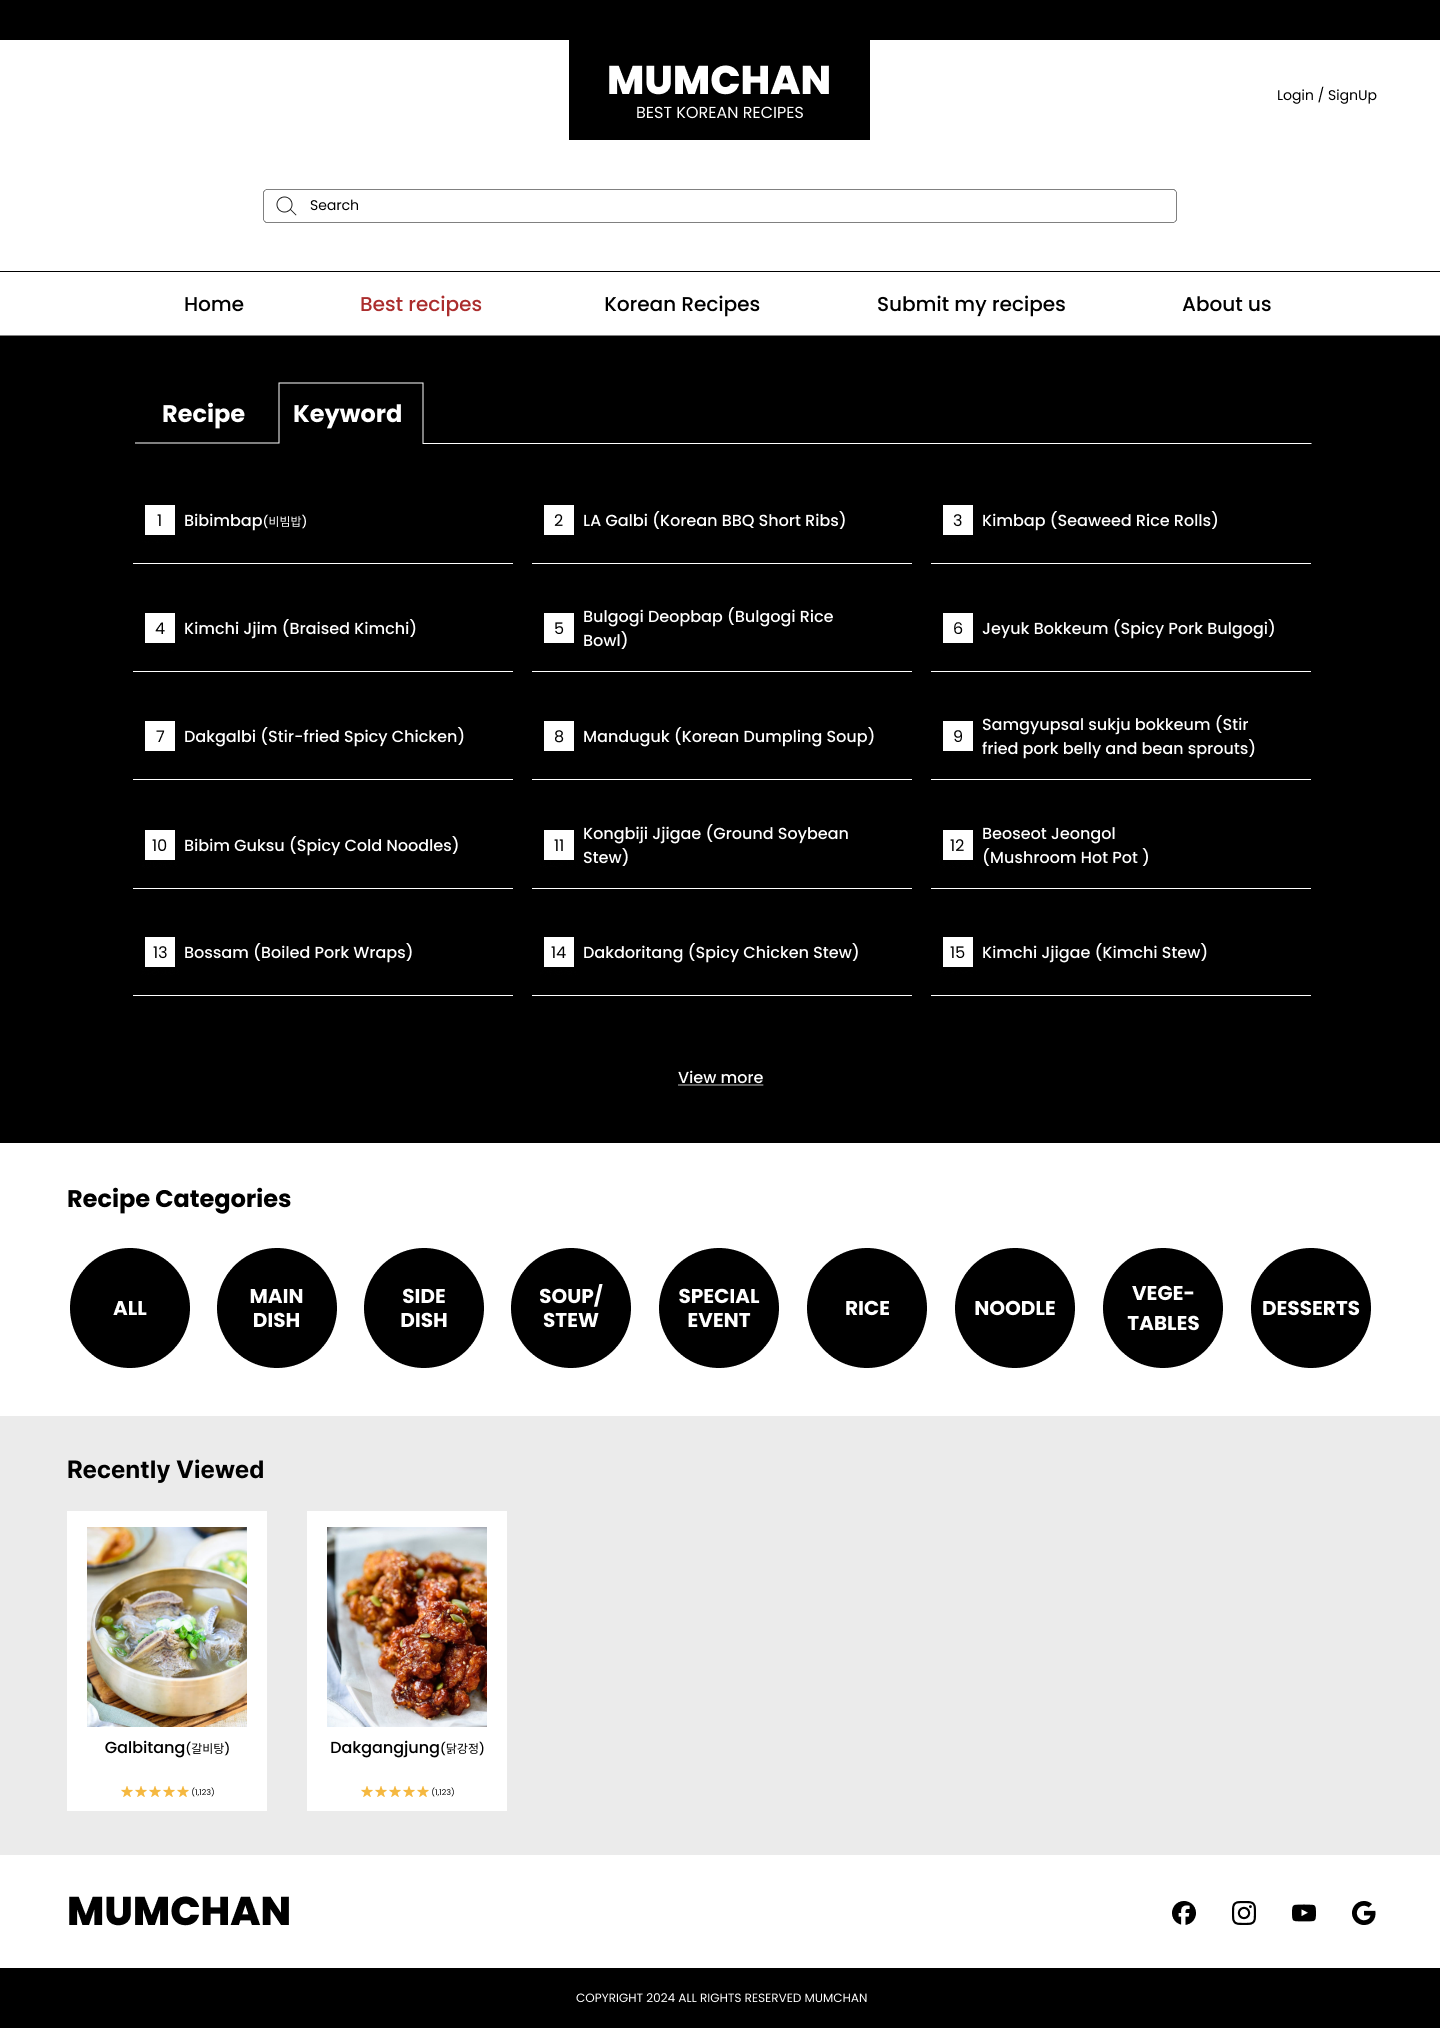 MUMCHAN
BEST KOREAN RECIPES
Login / SignUp
Search
Home
Best recipes
Korean Recipes
Submit my recipes
About us
Recipe
Keyword
1 Bibimbap(비빔밥)
2 LA Galbi (Korean BBQ Short Ribs)
3 Kimbap (Seaweed Rice Rolls)
4 Kimchi Jjim (Braised Kimchi)
5 Bulgogi Deopbap (Bulgogi Rice
Bowl)
6 Jeyuk Bokkeum (Spicy Pork Bulgogi)
7 Dakgalbi (Stir-fried Spicy Chicken)
8 Manduguk (Korean Dumpling Soup)
9 Samgyupsal sukju bokkeum (Stir
fried pork belly and bean sprouts)
10 Bibim Guksu (Spicy Cold Noodles)
11 Kongbiji Jjigae (Ground Soybean
Stew)
12 Beoseot Jeongol
(Mushroom Hot Pot )
13 Bossam (Boiled Pork Wraps)
14 Dakdoritang (Spicy Chicken Stew)
15 Kimchi Jjigae (Kimchi Stew)
View more
Recipe Categories
ALL
MAIN
DISH
SIDE
DISH
SOUP/
STEW
SPECIAL
EVENT
RICE
NOODLE
VEGE-
TABLES
DESSERTS
Recently Viewed
Galbitang(갈비탕)
(1,123)
Dakgangjung(닭강정)
(1,123)
MUMCHAN
COPYRIGHT 2024 ALL RIGHTS RESERVED MUMCHAN